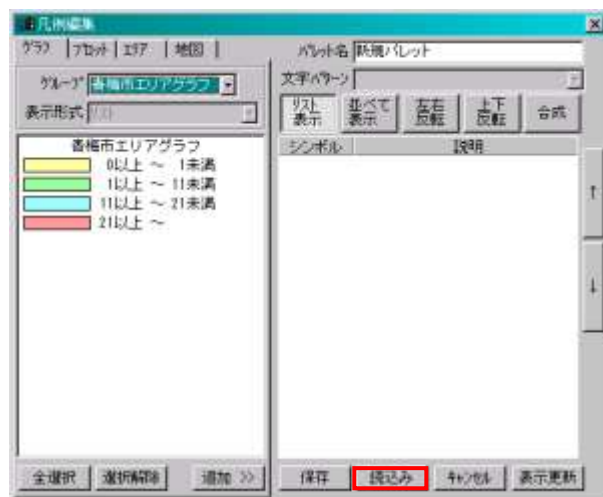 凡例編集
グラフ プロット エリア 地図
グループ 香福市エリアグラフ
表示形式 リスト
香福市エリアグラフ
0以上 ～ 1未満
1以上 ～ 11未満
11以上 ～ 21未満
21以上 ～
全選択 選択解除 追加 >>
パレット名 新規パレット
文字パターン
リスト表示 並べて表示 左右反転 上下反転 合成
シンボル 説明
↑
↓
保存 読込み キャンセル 表示更新